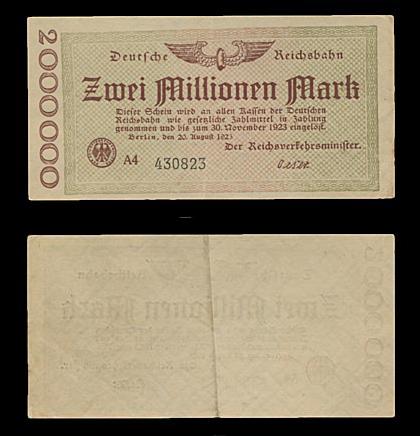 2000000
Deutsche Reichsbahn
Zwei Millionen Mark
Dieser Schein wird an allen Kassen der Deutschen
Reichsbahn wie gesetzliche Zahlmittel in Zahlung
genommen und bis zum 30. November 1923 eingelöst.
Berlin, den 20. August 1923
Der Reichsverkehrsminister.
A4 430823